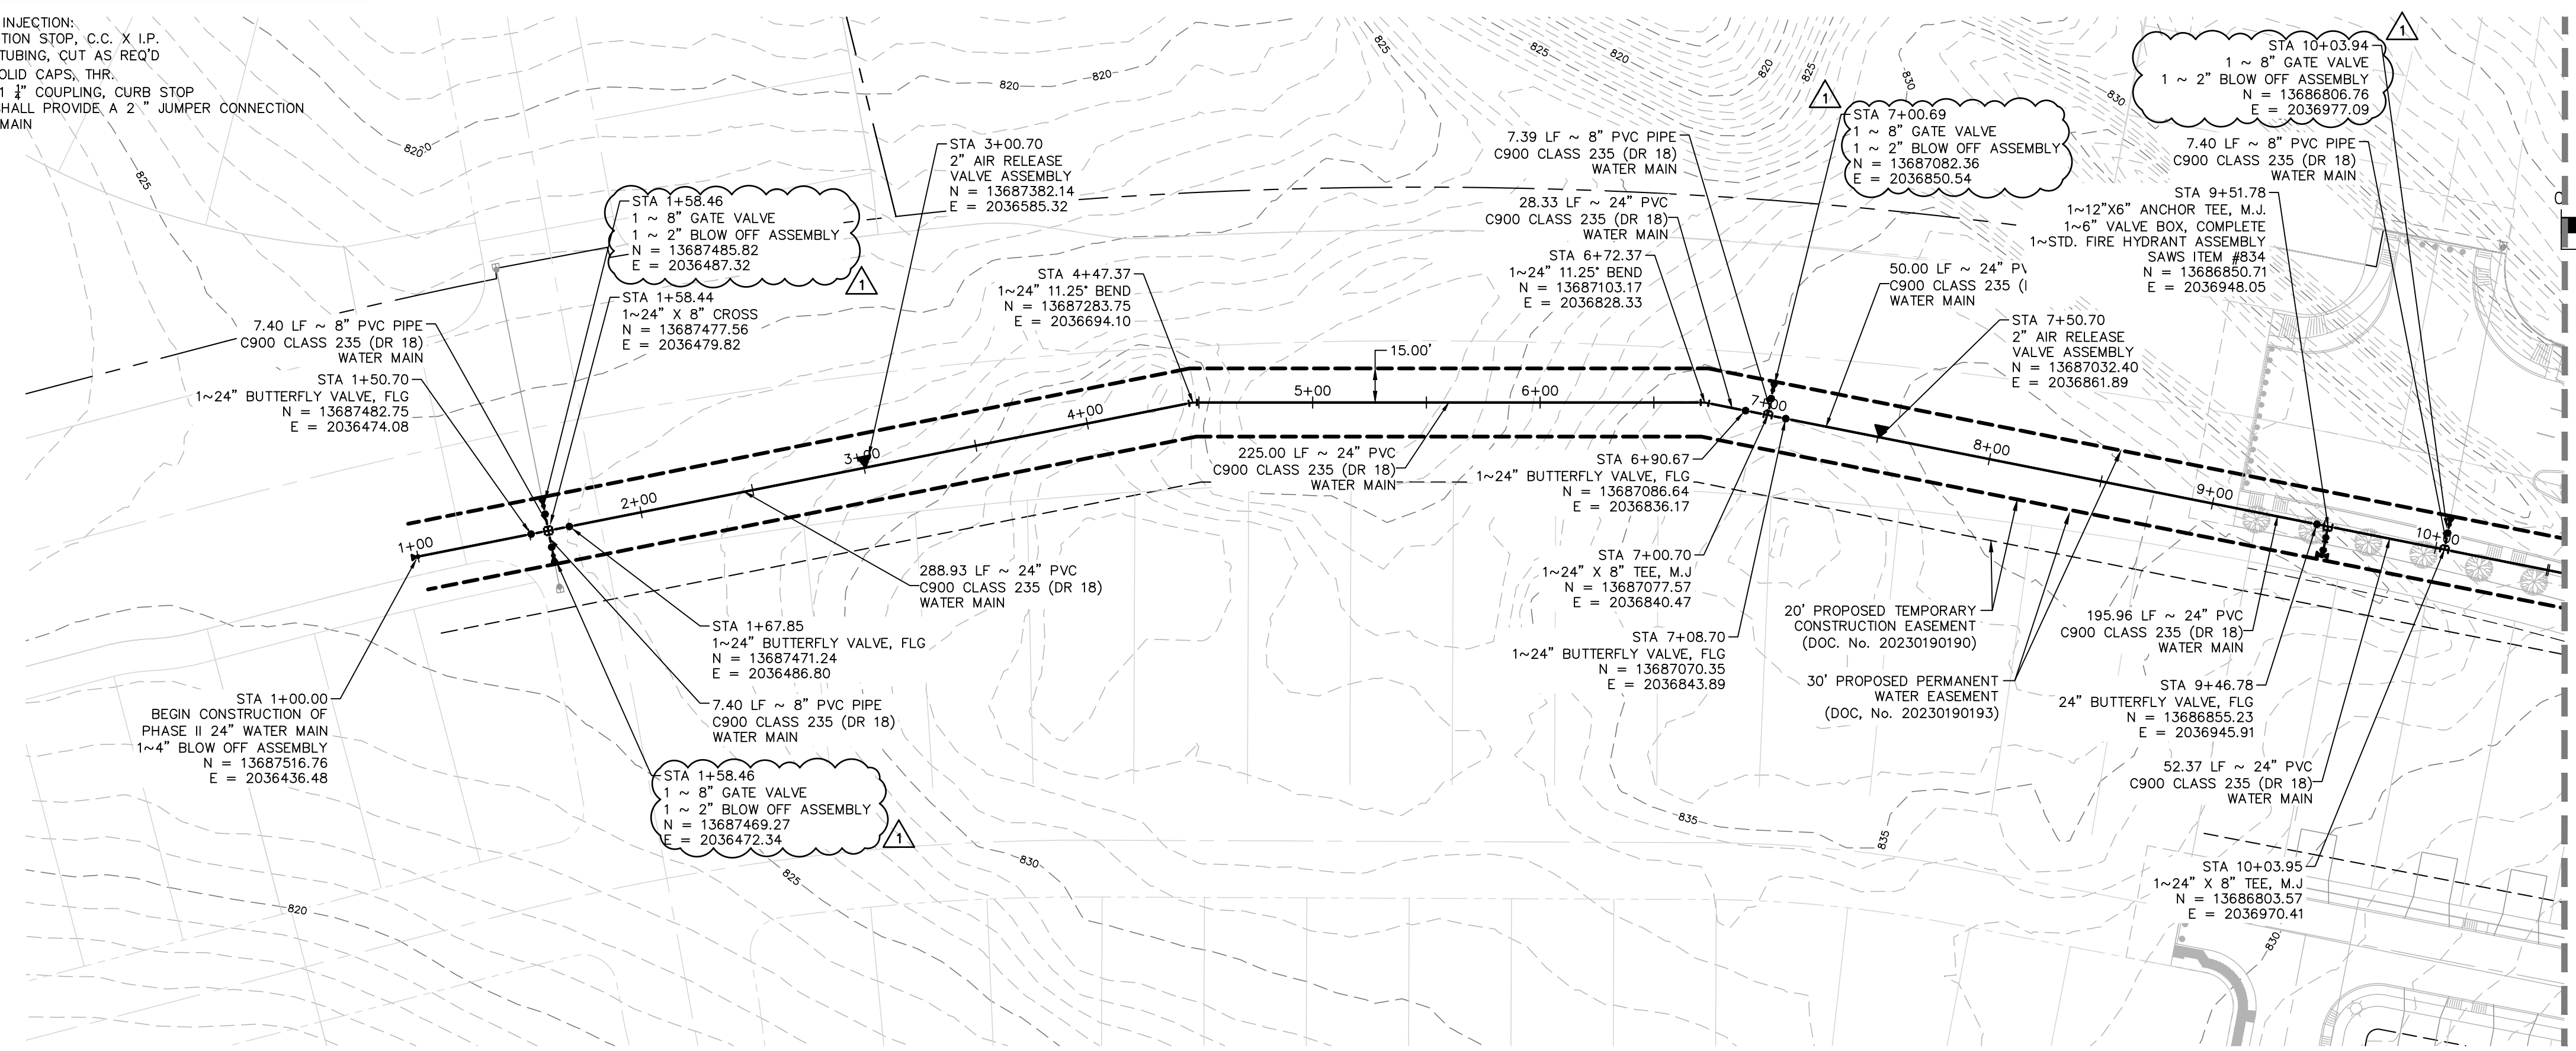 INJECTION:
TION STOP, C.C. X I.P.
TUBING, CUT AS REQ'D
OLID CAPS, THR.
1 1/4" COUPLING, CURB STOP
HALL PROVIDE A 2 " JUMPER CONNECTION
MAIN
STA 1+58.46
1 ~ 8" GATE VALVE
1 ~ 2" BLOW OFF ASSEMBLY
N = 13687485.82
E = 2036487.32
1
STA 1+58.44
1~24" X 8" CROSS
N = 13687477.56
E = 2036479.82
7.40 LF ~ 8" PVC PIPE
C900 CLASS 235 (DR 18)
WATER MAIN
STA 1+50.70
1~24" BUTTERFLY VALVE, FLG
N = 13687482.75
E = 2036474.08
STA 3+00.70
2" AIR RELEASE
VALVE ASSEMBLY
N = 13687382.14
E = 2036585.32
STA 4+47.37
1~24" 11.25° BEND
N = 13687283.75
E = 2036694.10
7.39 LF ~ 8" PVC PIPE
C900 CLASS 235 (DR 18)
WATER MAIN
28.33 LF ~ 24" PVC
C900 CLASS 235 (DR 18)
WATER MAIN
STA 6+72.37
1~24" 11.25° BEND
N = 13687103.17
E = 2036828.33
1
STA 7+00.69
1 ~ 8" GATE VALVE
1 ~ 2" BLOW OFF ASSEMBLY
N = 13687082.36
E = 2036850.54
50.00 LF ~ 24" PV
C900 CLASS 235 (
WATER MAIN
STA 7+50.70
2" AIR RELEASE
VALVE ASSEMBLY
N = 13687032.40
E = 2036861.89
1
STA 10+03.94
1 ~ 8" GATE VALVE
1 ~ 2" BLOW OFF ASSEMBLY
N = 13686806.76
E = 2036977.09
7.40 LF ~ 8" PVC PIPE
C900 CLASS 235 (DR 18)
WATER MAIN
STA 9+51.78
1~12"X6" ANCHOR TEE, M.J.
1~6" VALVE BOX, COMPLETE
1~STD. FIRE HYDRANT ASSEMBLY
SAWS ITEM #834
N = 13686850.71
E = 2036948.05
15.00'
1+00
2+00
3+00
4+00
5+00
6+00
7+00
8+00
9+00
10+00
225.00 LF ~ 24" PVC
C900 CLASS 235 (DR 18)
WATER MAIN
288.93 LF ~ 24" PVC
C900 CLASS 235 (DR 18)
WATER MAIN
STA 1+67.85
1~24" BUTTERFLY VALVE, FLG
N = 13687471.24
E = 2036486.80
7.40 LF ~ 8" PVC PIPE
C900 CLASS 235 (DR 18)
WATER MAIN
STA 1+00.00
BEGIN CONSTRUCTION OF
PHASE II 24" WATER MAIN
1~4" BLOW OFF ASSEMBLY
N = 13687516.76
E = 2036436.48
STA 1+58.46
1 ~ 8" GATE VALVE
1 ~ 2" BLOW OFF ASSEMBLY
N = 13687469.27
E = 2036472.34
1
STA 6+90.67
1~24" BUTTERFLY VALVE, FLG
N = 13687086.64
E = 2036836.17
STA 7+00.70
1~24" X 8" TEE, M.J
N = 13687077.57
E = 2036840.47
STA 7+08.70
1~24" BUTTERFLY VALVE, FLG
N = 13687070.35
E = 2036843.89
20' PROPOSED TEMPORARY
CONSTRUCTION EASEMENT
(DOC. No. 20230190190)
30' PROPOSED PERMANENT
WATER EASEMENT
(DOC, No. 20230190193)
195.96 LF ~ 24" PVC
C900 CLASS 235 (DR 18)
WATER MAIN
STA 9+46.78
24" BUTTERFLY VALVE, FLG
N = 13686855.23
E = 2036945.91
52.37 LF ~ 24" PVC
C900 CLASS 235 (DR 18)
WATER MAIN
STA 10+03.95
1~24" X 8" TEE, M.J
N = 13686803.57
E = 2036970.41
825
820
820
820
825
825
820
820
825
830
830
820
825
830
835
835
830